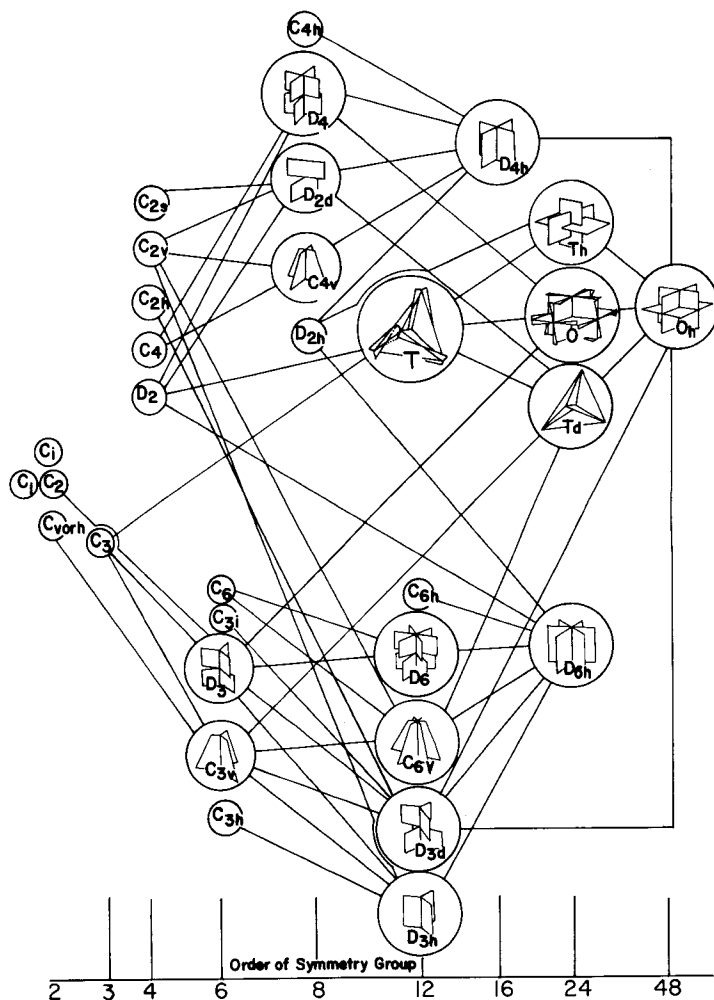 C4h
D4
D4h
D2d
C2s
Th
C2v
C4v
C2h
Oh
D2h
O
C4
T
D2
Td
Ci
Cj C2
Cvorh
C3
C6
C6h
C3i
D6h
D3
D6
C3v
C6v
C3h
D3d
D3h
Order of Symmetry Group
2 3 4 6 8 12 16 24 48